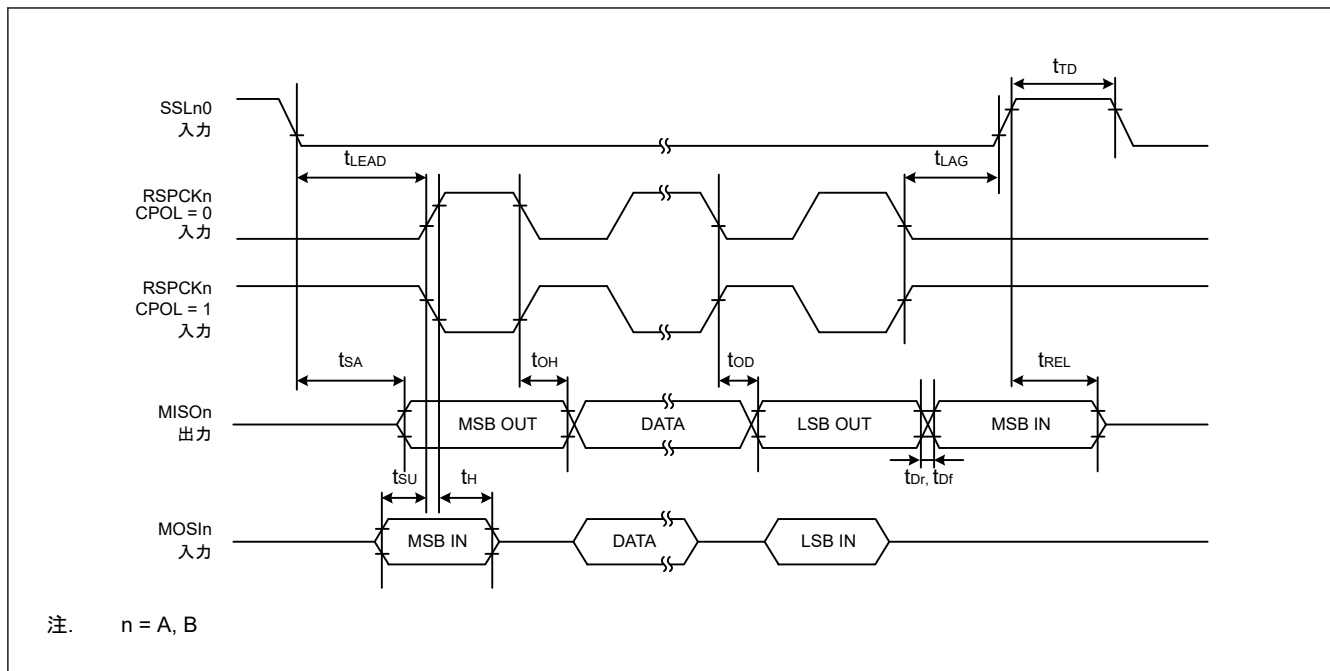 tTD
SSLn0
入力
tLEAD
tLAG
RSPCKn
CPOL = 0
入力
RSPCKn
CPOL = 1
入力
tSA
tOH
tOD
tREL
MISOn
出力
MSB OUT
DATA
LSB OUT
MSB IN
tSU
tH
tDr, tDf
MOSIn
入力
MSB IN
DATA
LSB IN
注. n = A, B